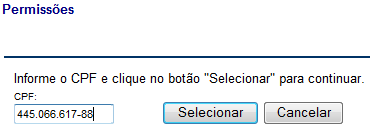 Permissões
Informe o CPF e clique no botão "Selecionar" para continuar.
CPF:
445.066.617-88 Selecionar Cancelar